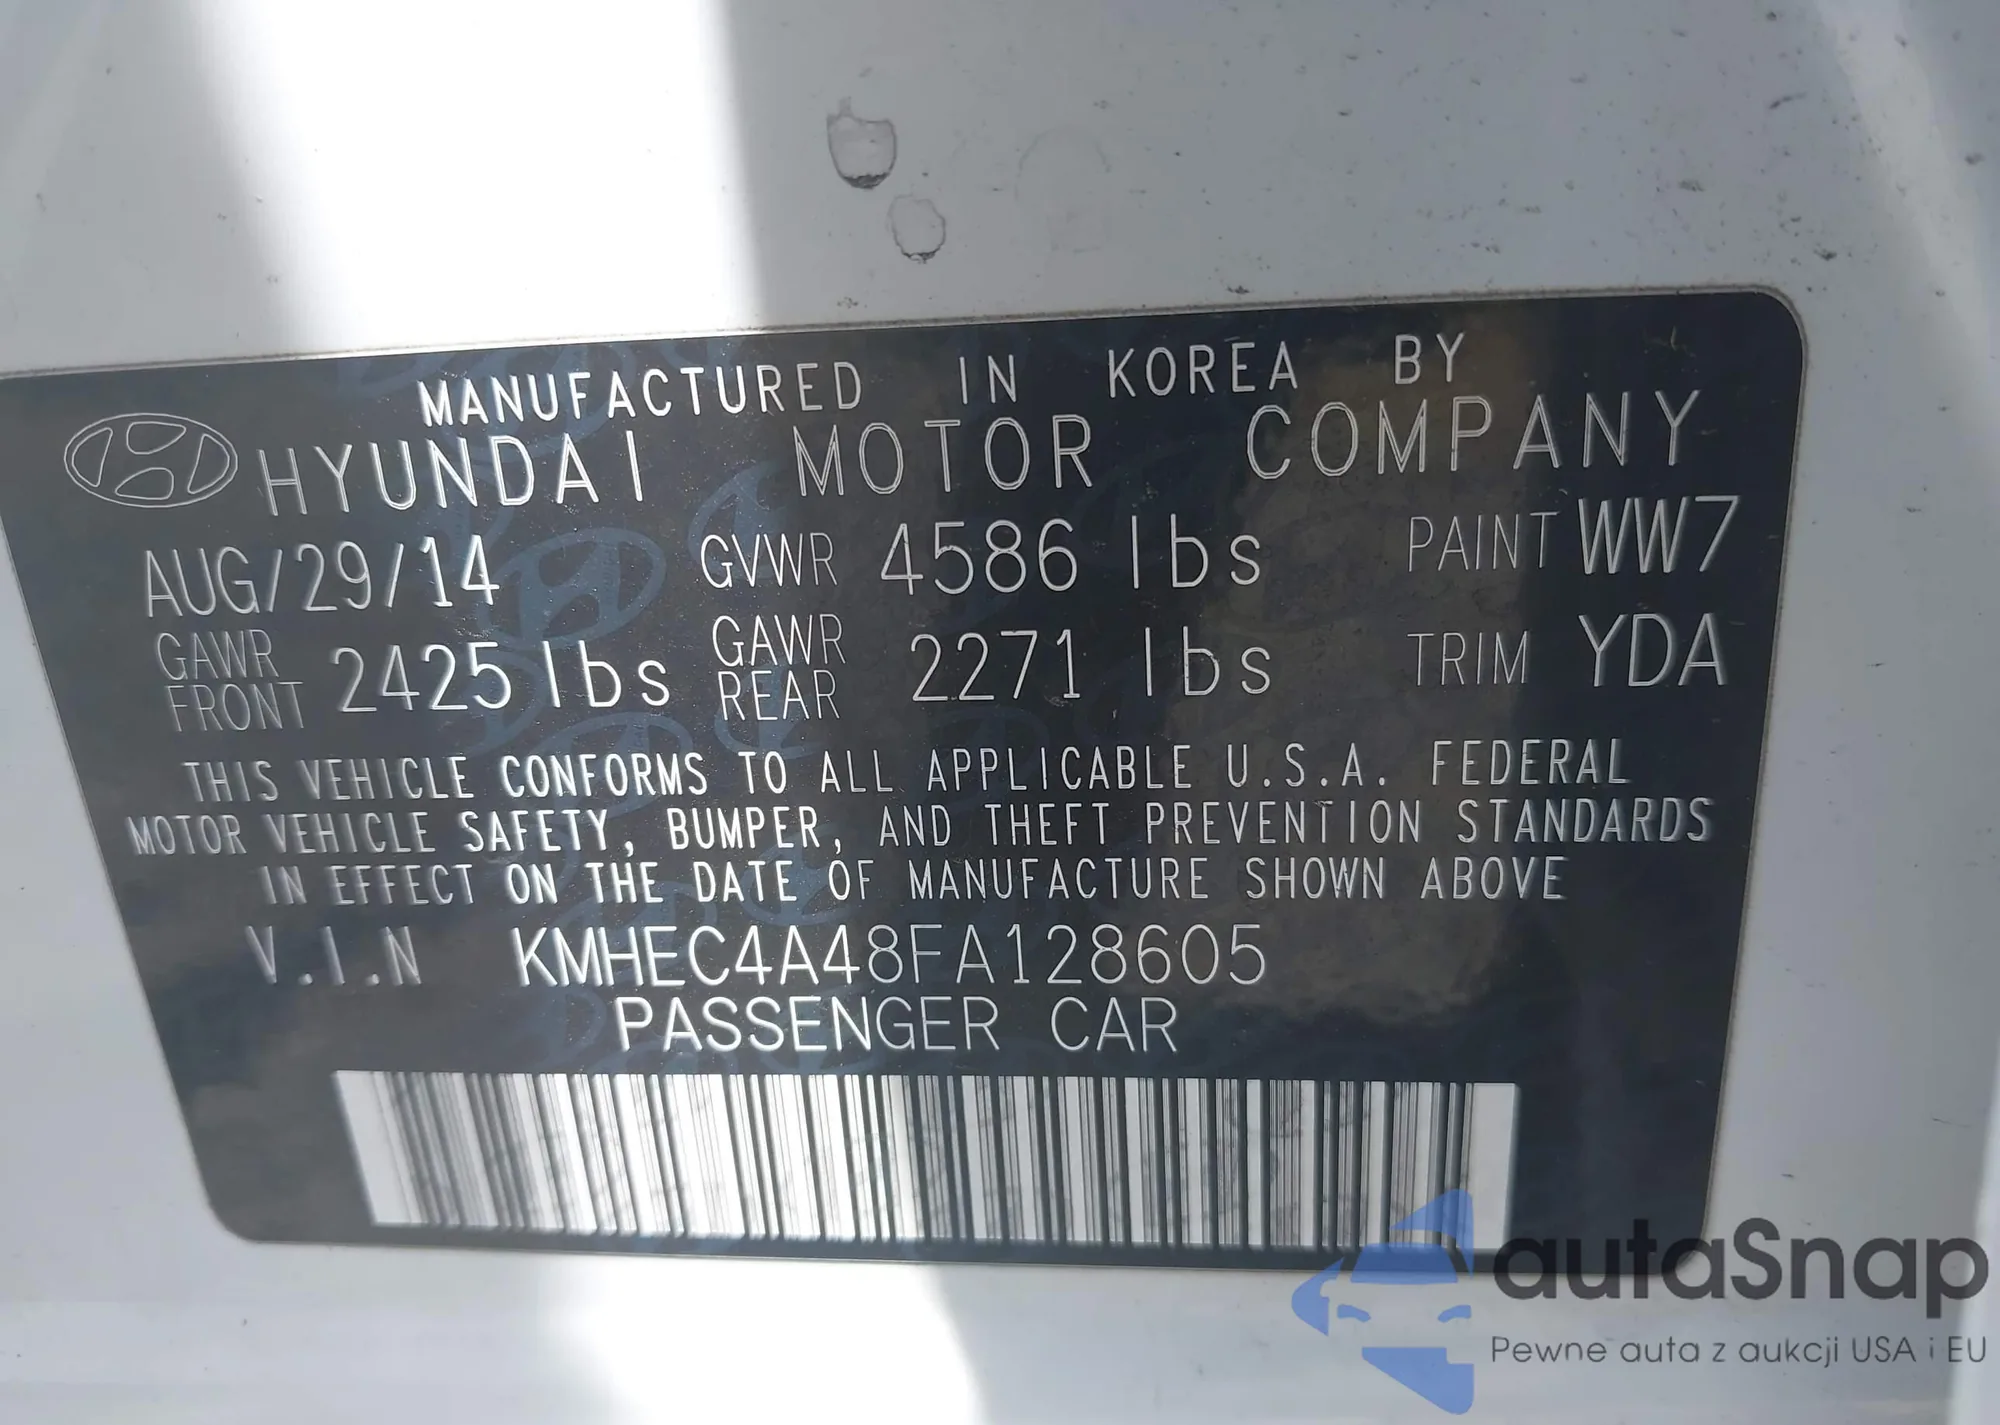 MANUFACTURED IN KOREA BY
HYUNDAI MOTOR COMPANY
AUG/29/14 GVWR 4586 lbs PAINT WW7
GAWR FRONT 2425 lbs GAWR REAR 2271 lbs TRIM YDA
THIS VEHICLE CONFORMS TO ALL APPLICABLE U.S.A. FEDERAL
MOTOR VEHICLE SAFETY, BUMPER, AND THEFT PREVENTION STANDARDS
IN EFFECT ON THE DATE OF MANUFACTURE SHOWN ABOVE
V.I.N KMHEC4A48FA128605
PASSENGER CAR
autaSnap
Pewne auta z aukcji USA i EU